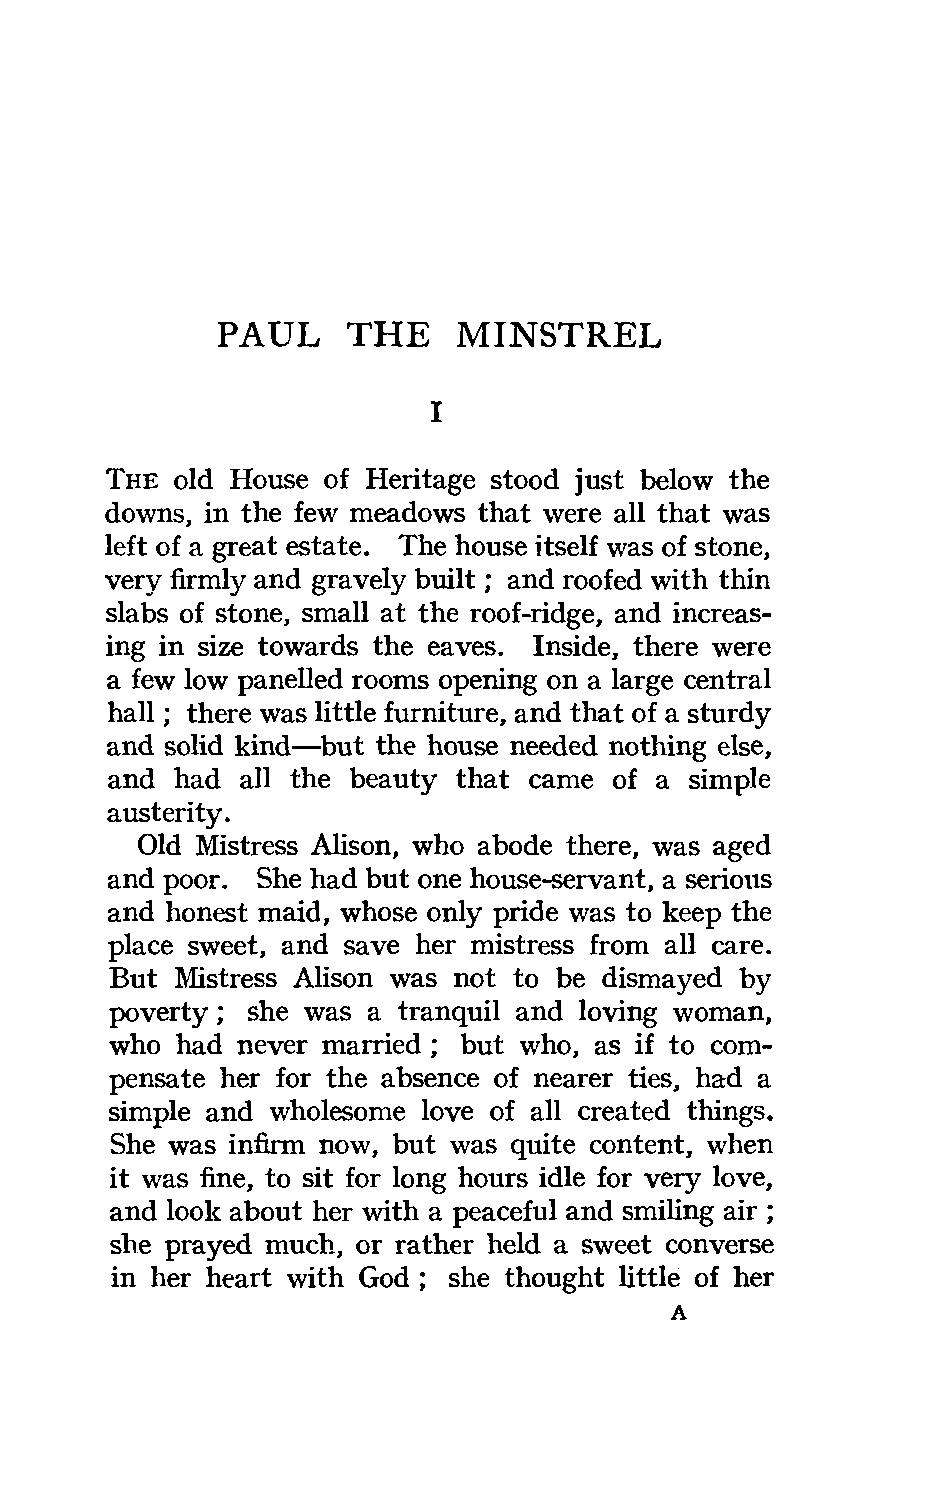 PAUL THE MINSTREL
I
THE old House of Heritage stood just below the
downs, in the few meadows that were all that was
left of a great estate. The house itself was of stone,
very firmly and gravely built ; and roofed with thin
slabs of stone, small at the roof-ridge, and increas-
ing in size towards the eaves. Inside, there were
a few low panelled rooms opening on a large central
hall ; there was little furniture, and that of a sturdy
and solid kind—but the house needed nothing else,
and had all the beauty that came of a simple
austerity.
Old Mistress Alison, who abode there, was aged
and poor. She had but one house-servant, a serious
and honest maid, whose only pride was to keep the
place sweet, and save her mistress from all care.
But Mistress Alison was not to be dismayed by
poverty ; she was a tranquil and loving woman,
who had never married ; but who, as if to com-
pensate her for the absence of nearer ties, had a
simple and wholesome love of all created things.
She was infirm now, but was quite content, when
it was fine, to sit for long hours idle for very love,
and look about her with a peaceful and smiling air ;
she prayed much, or rather held a sweet converse
in her heart with God ; she thought little of her
A